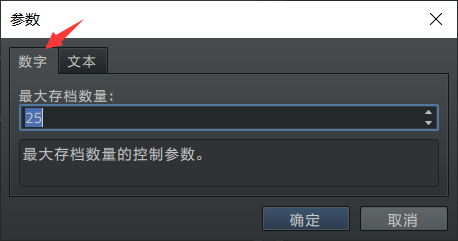 参数
数字 文本
最大存档数量:
25
最大存档数量的控制参数。
确定 取消